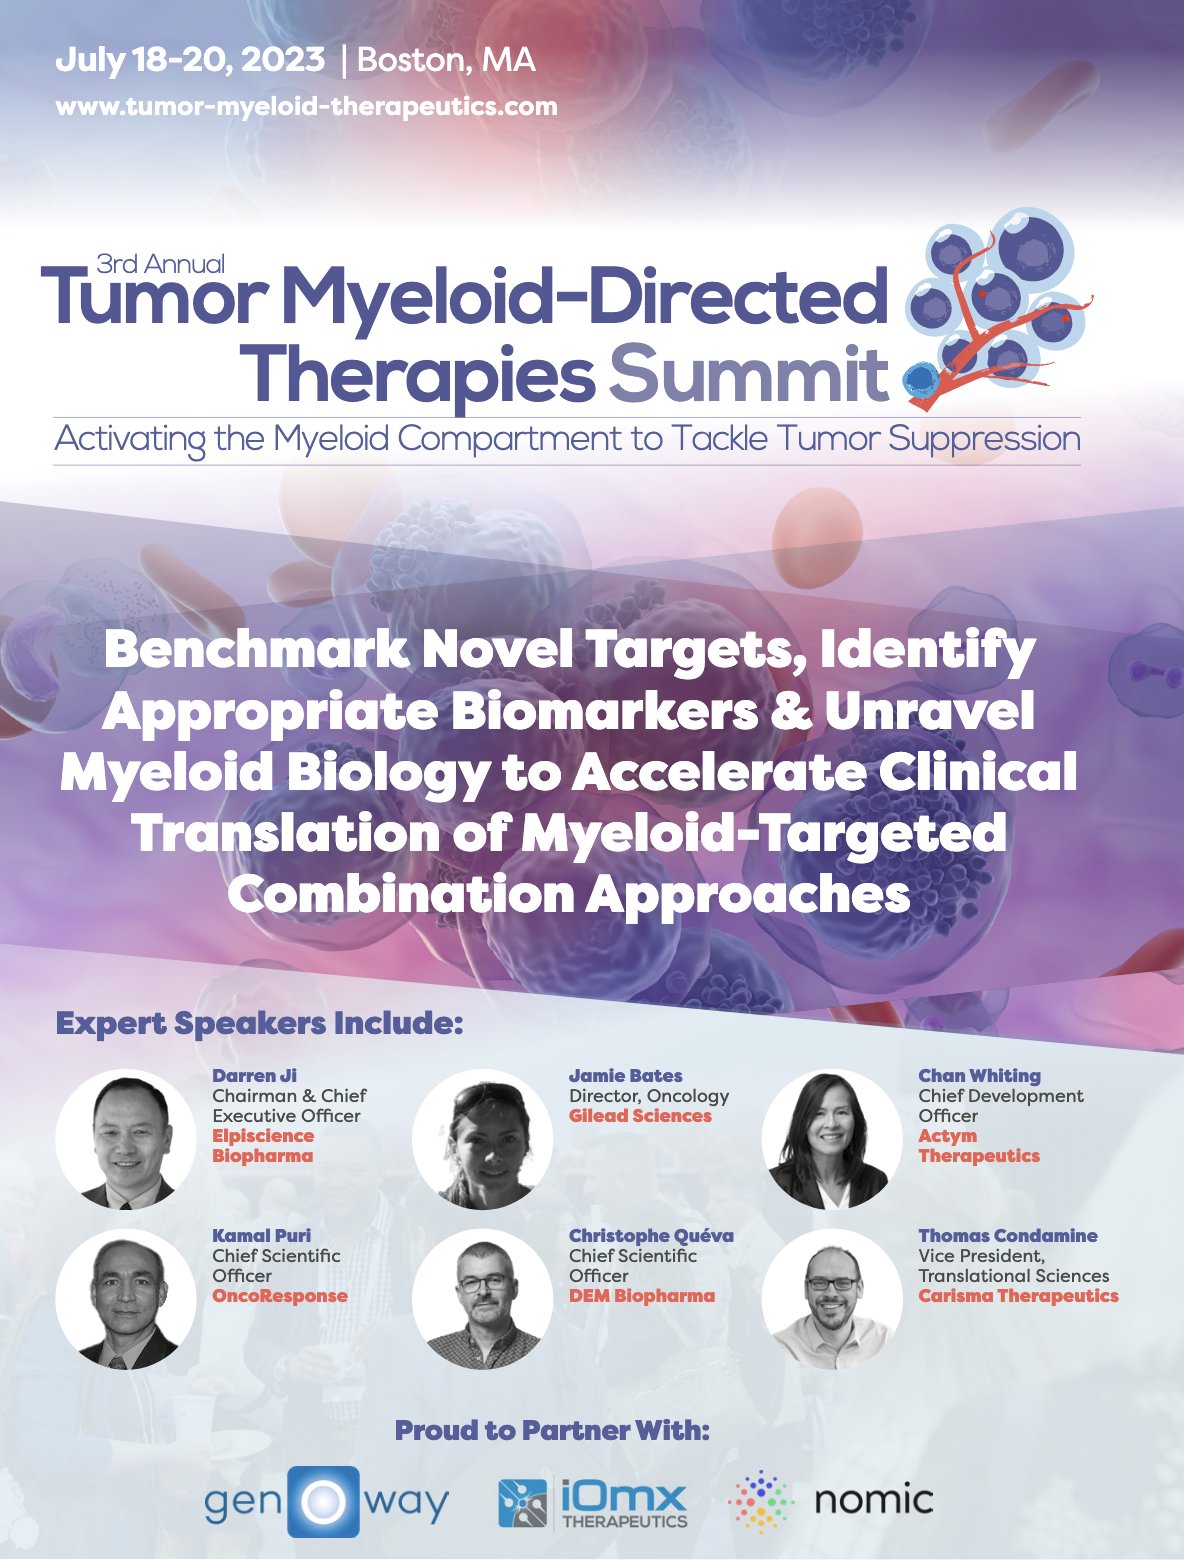 July 18-20, 2023 | Boston, MA
www.tumor-myeloid-therapeutics.com
3rd Annual
Tumor Myeloid-Directed
Therapies Summit
Activating the Myeloid Compartment to Tackle Tumor Suppression
Benchmark Novel Targets, Identify
Appropriate Biomarkers & Unravel
Myeloid Biology to Accelerate Clinical
Translation of Myeloid-Targeted
Combination Approaches
Expert Speakers Include:
Darren Ji
Chairman & Chief
Executive Officer
Elpiscience
Biopharma
Jamie Bates
Director, Oncology
Gilead Sciences
Chan Whiting
Chief Development
Officer
Actym
Therapeutics
Kamal Puri
Chief Scientific
Officer
OncoResponse
Christophe Quéva
Chief Scientific
Officer
DEM Biopharma
Thomas Condamine
Vice President,
Translational Sciences
Carisma Therapeutics
Proud to Partner With:
genOway
iOmx
THERAPEUTICS
nomic